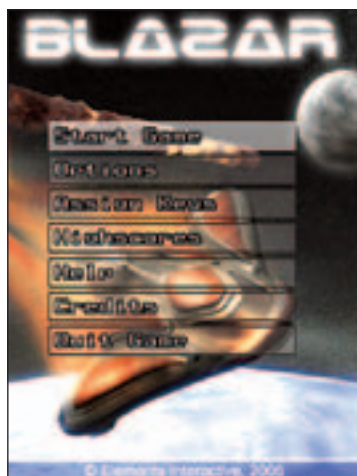 BLAZAR
Start Game
Options
Assign Keys
Highscores
Help
Credits
Quit Game
© Elements Interactive, 2005